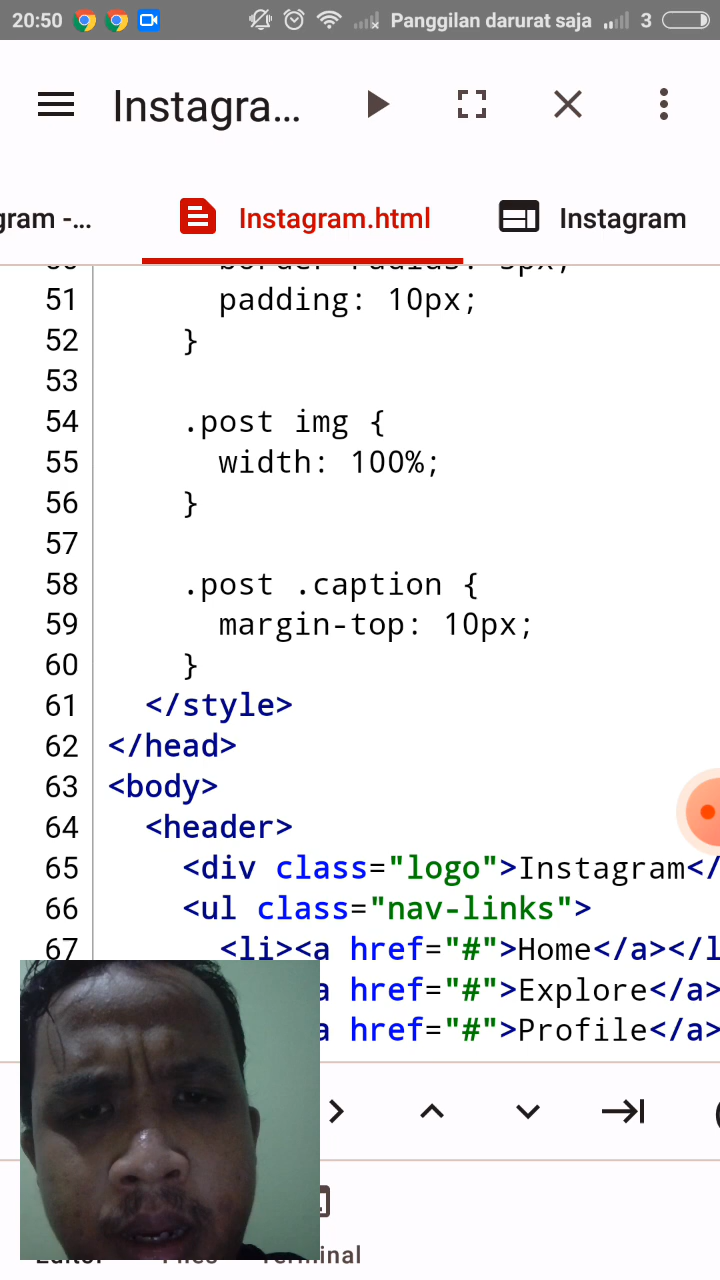 20:50 Panggilan darurat saja 3
Instagra...
gram -... Instagram.html Instagram
51 padding: 10px;
52 }
53
54 .post img {
55 width: 100%;
56 }
57
58 .post .caption {
59 margin-top: 10px;
60 }
61 </style>
62 </head>
63 <body>
64 <header>
65 <div class="logo">Instagram</
66 <ul class="nav-links">
67 <li><a href="#">Home</a></l
a href="#">Explore</a>
a href="#">Profile</a>